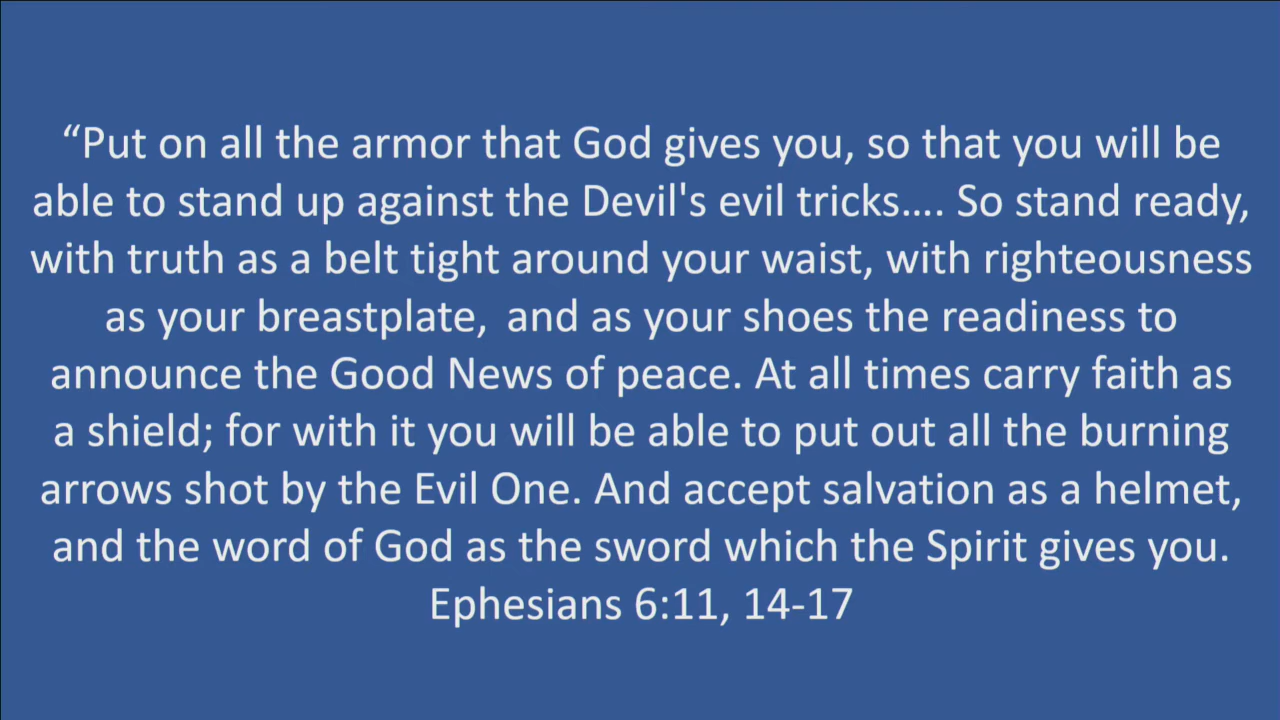 “Put on all the armor that God gives you, so that you will be
able to stand up against the Devil's evil tricks.... So stand ready,
with truth as a belt tight around your waist, with righteousness
as your breastplate,  and as your shoes the readiness to
announce the Good News of peace. At all times carry faith as
a shield; for with it you will be able to put out all the burning
arrows shot by the Evil One. And accept salvation as a helmet,
and the word of God as the sword which the Spirit gives you.
Ephesians 6:11, 14-17